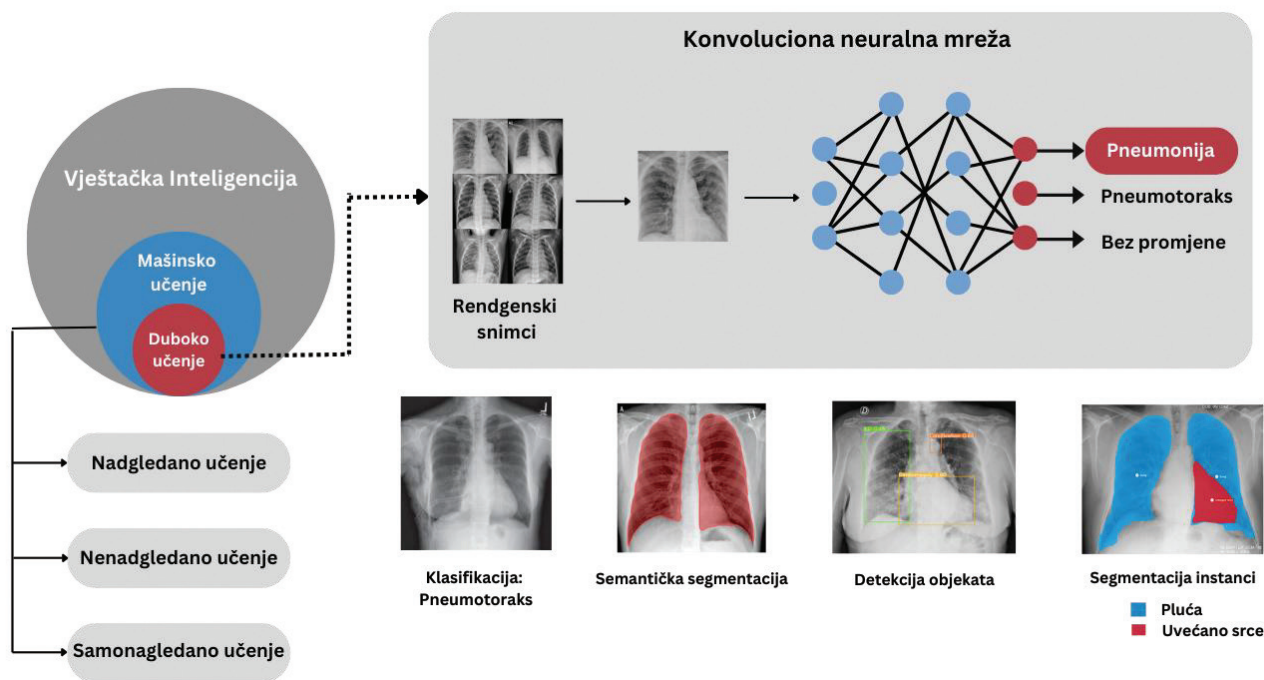 Konvoluciona neuralna mreža
Vještačka Inteligencija
Mašinsko
učenje
Duboko
učenje
Nadgledano učenje
Nenadgledano učenje
Samonagledano učenje
Rendgenski
snimci
Pneumonija
Pneumotoraks
Bez promjene
Klasifikacija:
Pneumotoraks
Semantička segmentacija
D
Detekcija objekata
Segmentacija instanci
Pluća
Uvećano srce